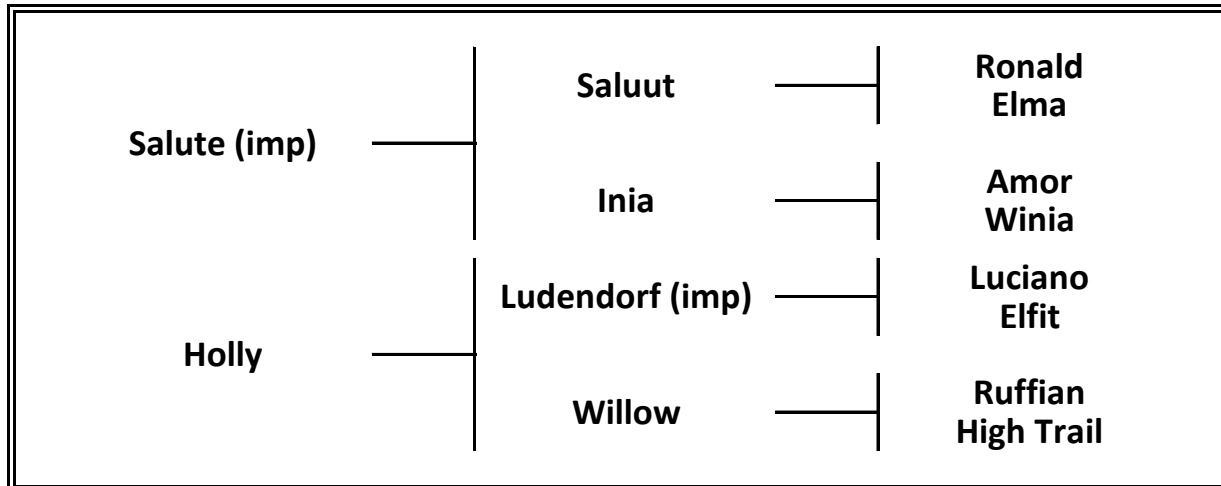 Salute (imp)
Saluut
Ronald
Elma
Inia
Amor
Winia
Holly
Ludendorf (imp)
Luciano
Elfit
Willow
Ruffian
High Trail